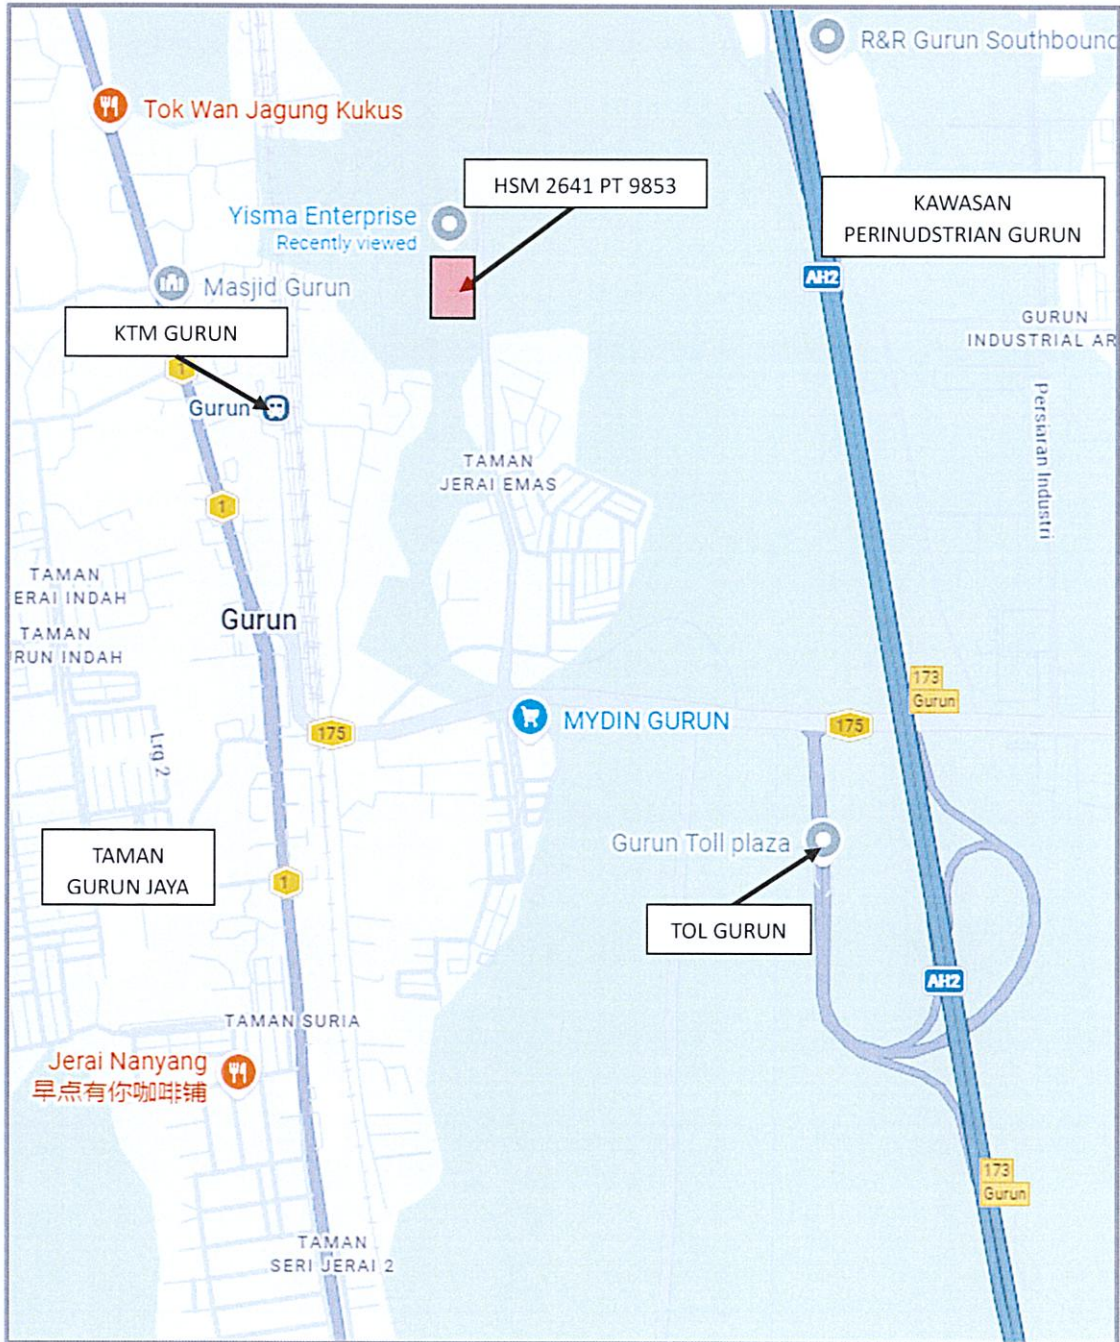 R&R Gurun Southbound
Tok Wan Jagung Kukus
HSM 2641 PT 9853
KAWASAN
PERINUDSTRIAN GURUN
Yisma Enterprise
Recently viewed
AH2
Masjid Gurun
KTM GURUN
GURUN
INDUSTRIAL AR
1
Gurun
Persiaran Industri
TAMAN
JERAI EMAS
1
TAMAN
ERAI INDAH
Gurun
TAMAN
RUN INDAH
173
Gurun
175
MYDIN GURUN
175
Lrg 2
TAMAN
GURUN JAYA
Gurun Toll plaza
1
TOL GURUN
AH2
TAMAN SURIA
Jerai Nanyang
早点有你咖啡铺
173
Gurun
TAMAN
SERI JERAI 2